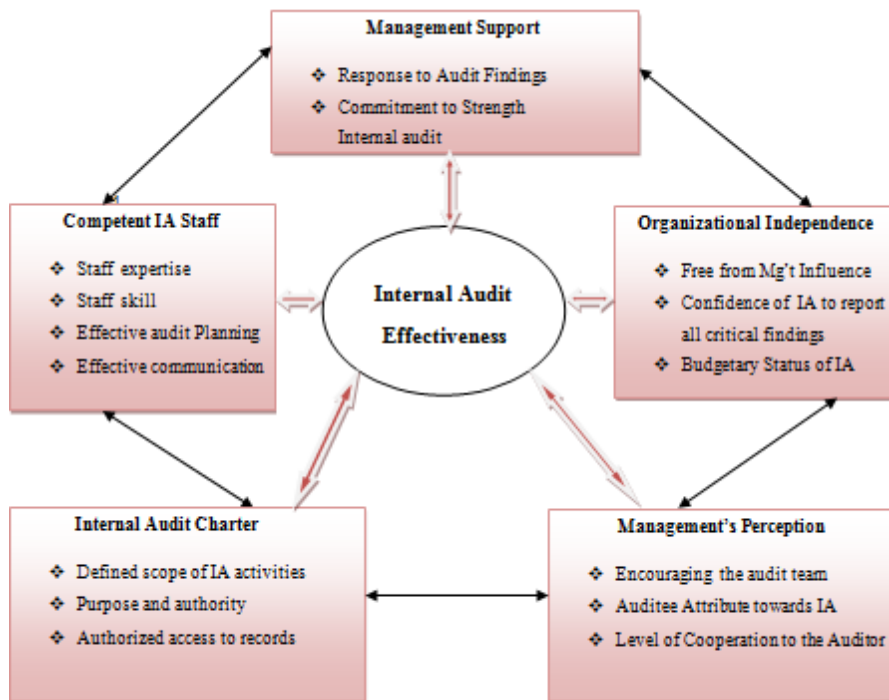 Management Support
❖ Response to Audit Findings
❖ Commitment to Strength
Internal audit
Competent IA Staff
❖ Staff expertise
❖ Staff skill
❖ Effective audit Planning
❖ Effective communication
Internal Audit
Effectiveness
Organizational Independence
❖ Free from Mg't Influence
❖ Confidence of IA to report
all critical findings
❖ Budgetary Status of IA
Internal Audit Charter
❖ Defined scope of IA activities
❖ Purpose and authority
❖ Authorized access to records
Management's Perception
❖ Encouraging the audit team
❖ Auditee Attribute towards IA
❖ Level of Cooperation to the Auditor